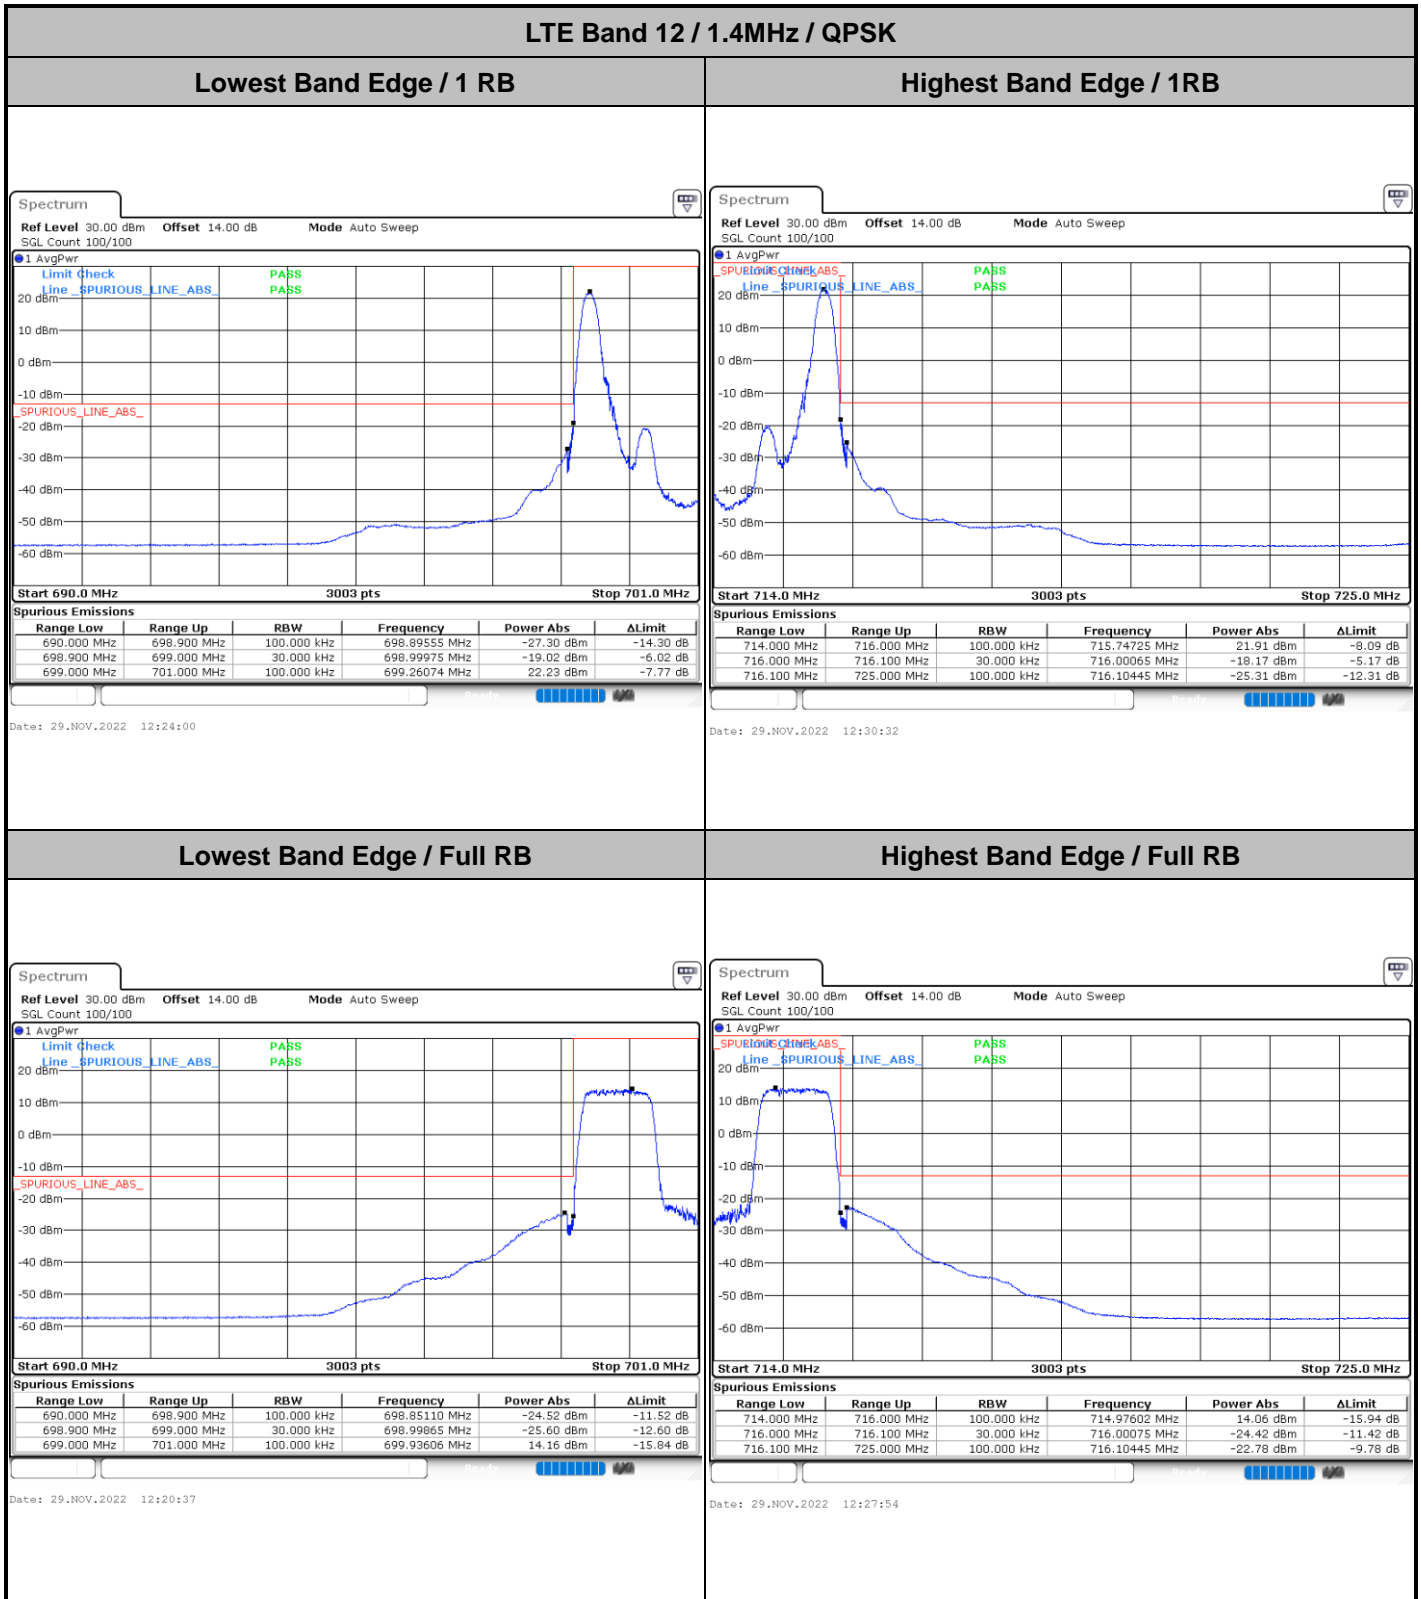 LTE Band 12 / 1.4MHz / QPSK
Lowest Band Edge / 1 RB
Highest Band Edge / 1RB
Spectrum
Ref Level 30.00 dBm Offset 14.00 dB Mode Auto Sweep
SGL Count 100/100
1 AvgPwr
Limit Check PASS
Line _SPURIOUS_LINE_ABS_ PASS
20 dBm
10 dBm
0 dBm
-10 dBm
_SPURIOUS_LINE_ABS_
-20 dBm
-30 dBm
-40 dBm
-50 dBm
-60 dBm
Start 690.0 MHz 3003 pts Stop 701.0 MHz
Spurious Emissions
Range Low Range Up RBW Frequency Power Abs ΔLimit
690.000 MHz 698.900 MHz 100.000 kHz 698.89555 MHz -27.30 dBm -14.30 dB
698.900 MHz 699.000 MHz 30.000 kHz 698.99975 MHz -19.02 dBm -6.02 dB
699.000 MHz 701.000 MHz 100.000 kHz 699.26074 MHz 22.23 dBm -7.77 dB
Ready
Date: 29.NOV.2022 12:24:00
Spectrum
Ref Level 30.00 dBm Offset 14.00 dB Mode Auto Sweep
SGL Count 100/100
1 AvgPwr
_SPURIOUS_LINE_ABS_
Limit Check PASS
Line _SPURIOUS_LINE_ABS_ PASS
20 dBm
10 dBm
0 dBm
-10 dBm
-20 dBm
-30 dBm
-40 dBm
-50 dBm
-60 dBm
Start 714.0 MHz 3003 pts Stop 725.0 MHz
Spurious Emissions
Range Low Range Up RBW Frequency Power Abs ΔLimit
714.000 MHz 716.000 MHz 100.000 kHz 715.74725 MHz 21.91 dBm -8.09 dB
716.000 MHz 716.100 MHz 30.000 kHz 716.00065 MHz -18.17 dBm -5.17 dB
716.100 MHz 725.000 MHz 100.000 kHz 716.10445 MHz -25.31 dBm -12.31 dB
Ready
Date: 29.NOV.2022 12:30:32
Lowest Band Edge / Full RB
Highest Band Edge / Full RB
Spectrum
Ref Level 30.00 dBm Offset 14.00 dB Mode Auto Sweep
SGL Count 100/100
1 AvgPwr
Limit Check PASS
Line _SPURIOUS_LINE_ABS_ PASS
20 dBm
10 dBm
0 dBm
-10 dBm
_SPURIOUS_LINE_ABS_
-20 dBm
-30 dBm
-40 dBm
-50 dBm
-60 dBm
Start 690.0 MHz 3003 pts Stop 701.0 MHz
Spurious Emissions
Range Low Range Up RBW Frequency Power Abs ΔLimit
690.000 MHz 698.900 MHz 100.000 kHz 698.85110 MHz -24.52 dBm -11.52 dB
698.900 MHz 699.000 MHz 30.000 kHz 698.99865 MHz -25.60 dBm -12.60 dB
699.000 MHz 701.000 MHz 100.000 kHz 699.93606 MHz 14.16 dBm -15.84 dB
Ready
Date: 29.NOV.2022 12:20:37
Spectrum
Ref Level 30.00 dBm Offset 14.00 dB Mode Auto Sweep
SGL Count 100/100
1 AvgPwr
_SPURIOUS_LINE_ABS_
Limit Check PASS
Line _SPURIOUS_LINE_ABS_ PASS
20 dBm
10 dBm
0 dBm
-10 dBm
-20 dBm
-30 dBm
-40 dBm
-50 dBm
-60 dBm
Start 714.0 MHz 3003 pts Stop 725.0 MHz
Spurious Emissions
Range Low Range Up RBW Frequency Power Abs ΔLimit
714.000 MHz 716.000 MHz 100.000 kHz 714.97602 MHz 14.06 dBm -15.94 dB
716.000 MHz 716.100 MHz 30.000 kHz 716.00075 MHz -24.42 dBm -11.42 dB
716.100 MHz 725.000 MHz 100.000 kHz 716.10445 MHz -22.78 dBm -9.78 dB
Ready
Date: 29.NOV.2022 12:27:54